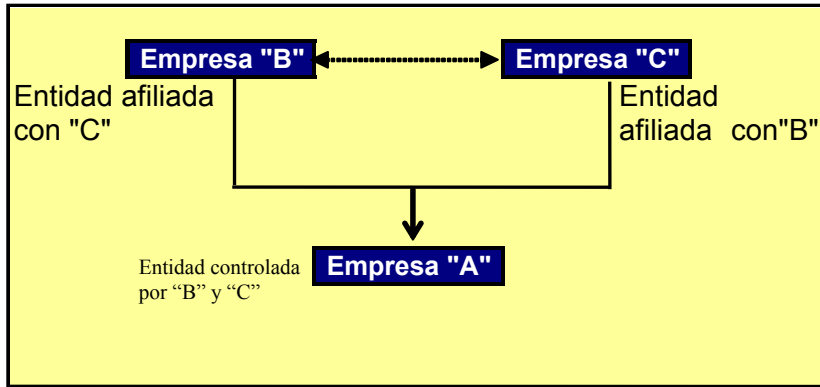 Empresa "B"
Empresa "C"
Entidad afiliada
con "C"
Entidad
afiliada con"B"
Entidad controlada
por “B” y “C”
Empresa "A"